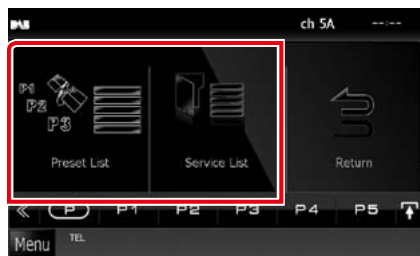 DAB ch 5A --:--
P1
P2
P3
Preset List Service List Return
« P P1 P2 P3 P4 P5
Menu TEL